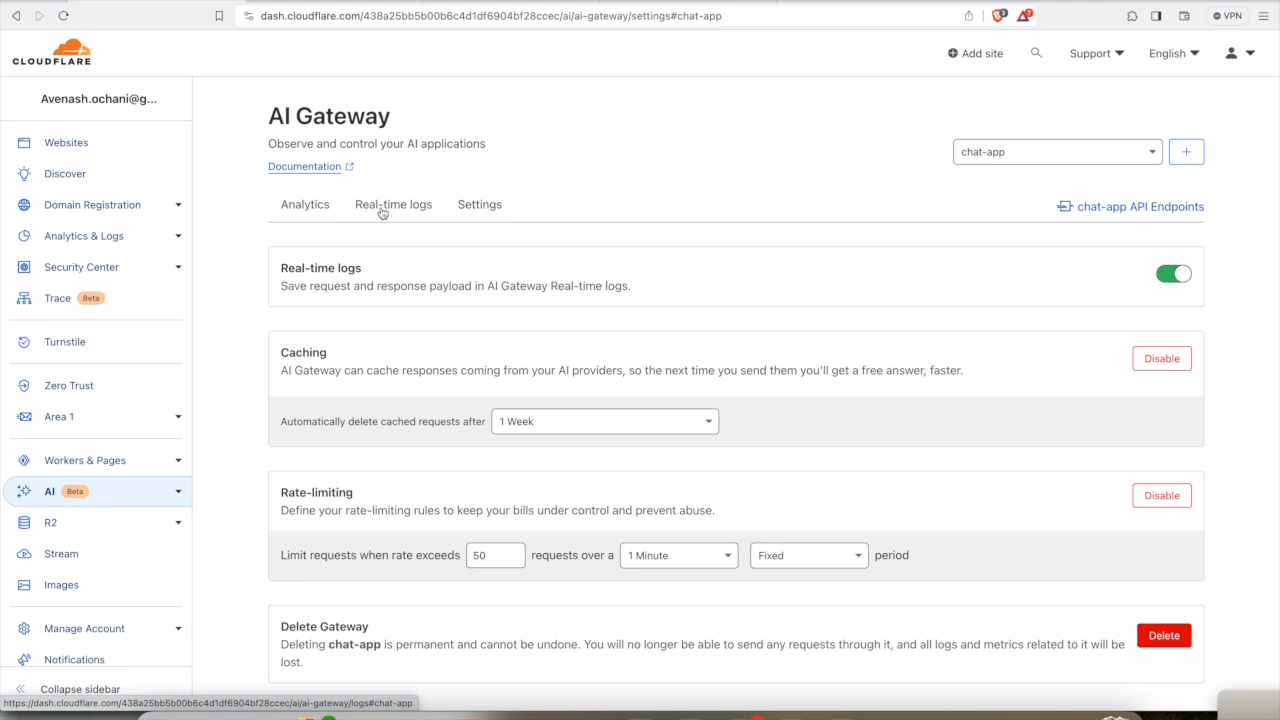 dash.cloudflare.com/438a25bb5b00b6c4d1df6904bf28ccec/ai/ai-gateway/settings#chat-app
VPN
CLOUDFLARE
Add site
Support
English
Avenash.ochani@g...
Websites
Discover
Domain Registration
Analytics & Logs
Security Center
Trace Beta
Turnstile
Zero Trust
Area 1
Workers & Pages
AI Beta
R2
Stream
Images
Manage Account
Notifications
Collapse sidebar
AI Gateway
Observe and control your AI applications
Documentation
chat-app
Analytics Real-time logs Settings
chat-app API Endpoints
Real-time logs
Save request and response payload in AI Gateway Real-time logs.
Caching
AI Gateway can cache responses coming from your AI providers, so the next time you send them you'll get a free answer, faster.
Disable
Automatically delete cached requests after 1 Week
Rate-limiting
Define your rate-limiting rules to keep your bills under control and prevent abuse.
Disable
Limit requests when rate exceeds 50 requests over a 1 Minute Fixed period
Delete Gateway
Deleting chat-app is permanent and cannot be undone. You will no longer be able to send any requests through it, and all logs and metrics related to it will be
lost.
Delete
https://dash.cloudflare.com/438a25bb5b00b6c4d1df6904bf28ccec/ai/ai-gateway/logs#chat-app